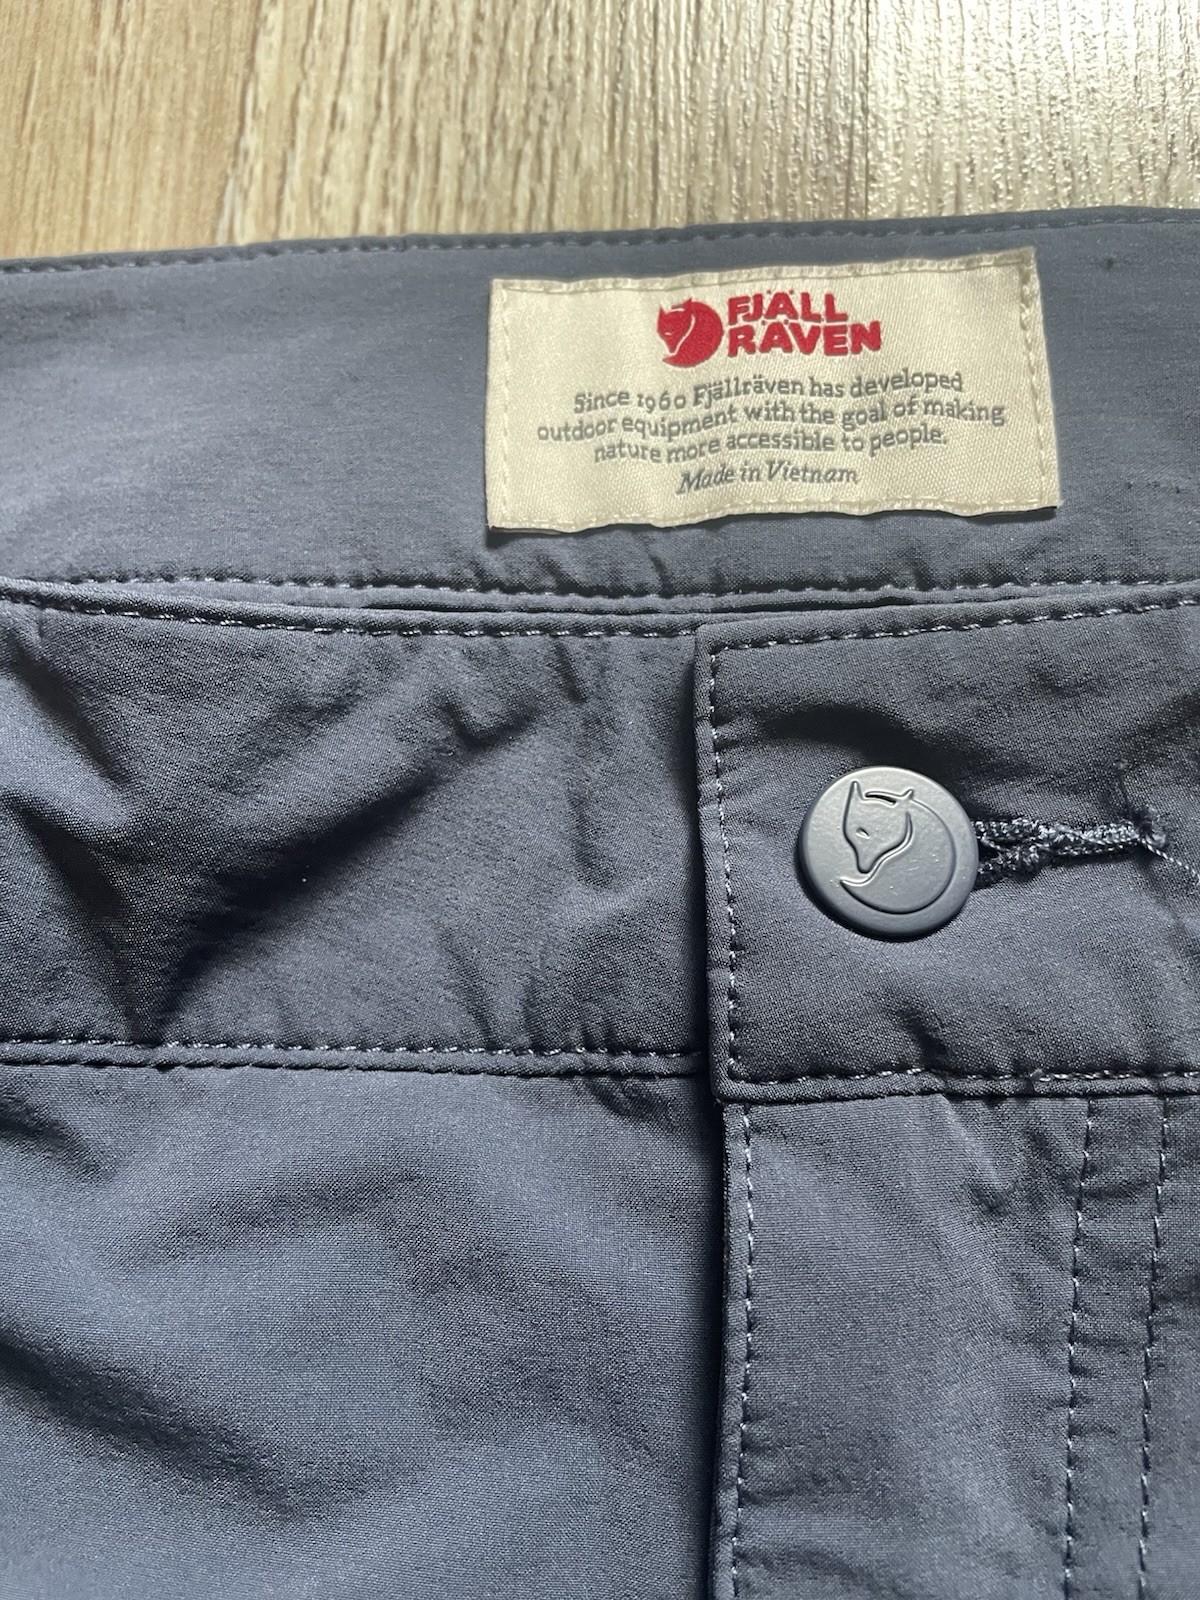 FJÄLL
RÄVEN
Since 1960 Fjällräven has developed
outdoor equipment with the goal of making
nature more accessible to people.
Made in Vietnam